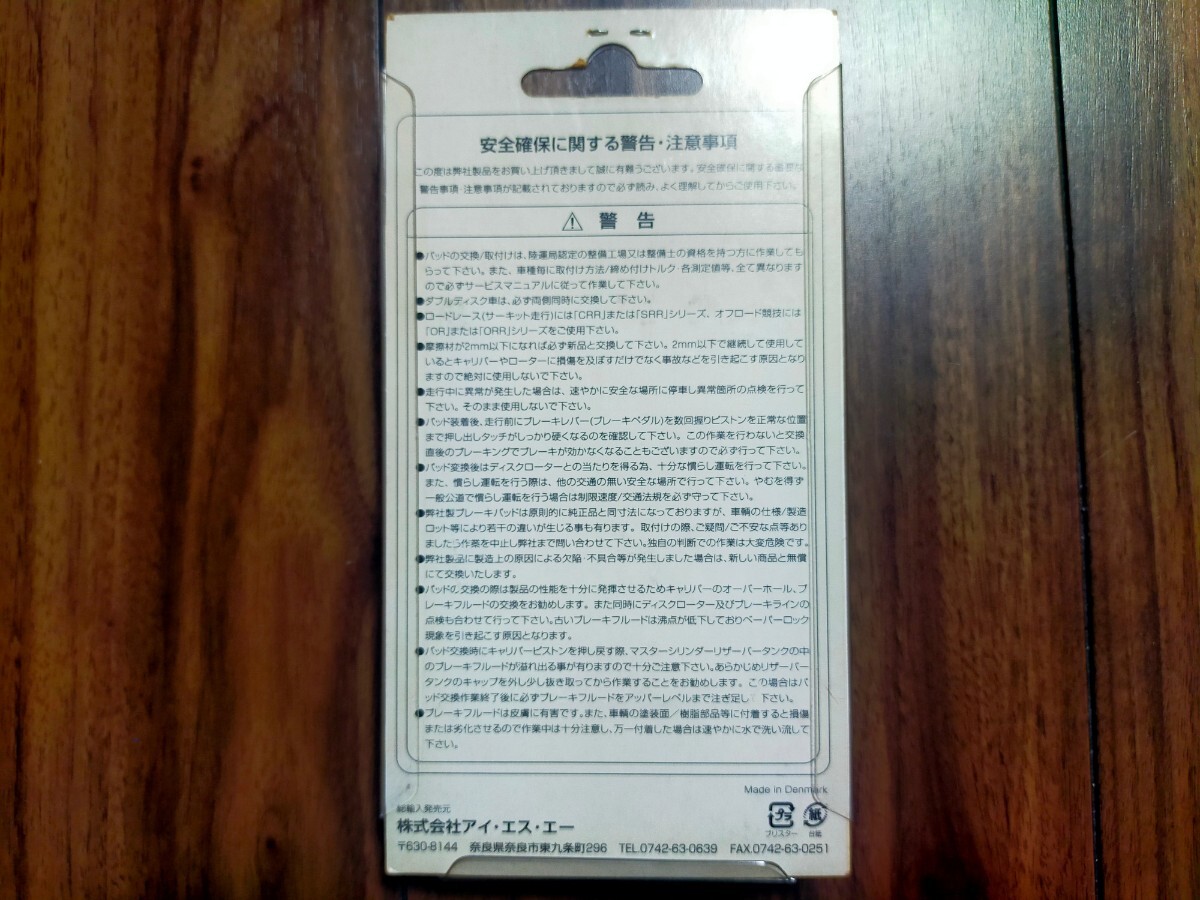 安全確保に関する警告・注意事項
この度は弊社製品をお買い上げ頂きまして誠に有難うございます。安全確保に関する重要な
警告事項・注意事項が記載されておりますので必ず読み、よく理解してからご使用下さい。
警告
●パッドの交換/取付けは、陸運局認定の整備工場又は整備士の資格を持つ方に作業しても
らって下さい。また、車種毎に取付け方法/締め付けトルク・各測定値等、全て異なります
ので必ずサービスマニュアルに従って作業して下さい。
●ダブルディスク車は、必ず両側同時に交換して下さい。
●ロードレース(サーキット走行)には「CRR」または「SRR」シリーズ、オフロード競技には
「OR」または「ORR」シリーズをご使用下さい。
●摩擦材が2mm以下になれば必ず新品と交換して下さい。2mm以下で継続して使用して
いるとキャリパーやローターに損傷を及ぼすだけでなく事故などを引き起こす原因となり
ますので絶対に使用しないで下さい。
●走行中に異常が発生した場合は、速やかに安全な場所に停車し異常箇所の点検を行って
下さい。そのまま使用しないで下さい。
●パッド装着後、走行前にブレーキレバー(ブレーキペダル)を数回握りピストンを正常な位置
まで押し出しタッチがしっかり硬くなるのを確認して下さい。この作業を行わないと交換
直後のブレーキングでブレーキが効かなくなることもございますので必ず行って下さい。
●パッド変換後はディスクローターとの当たりを得る為、十分な慣らし運転を行って下さい。
また、慣らし運転を行う際は、他の交通の無い安全な場所で行って下さい。やむを得ず
一般公道で慣らし運転を行う場合は制限速度/交通法規を必ず守って下さい。
●弊社製ブレーキパッドは原則的に純正品と同寸法になっておりますが、車輌の仕様/製造
ロット等により若干の違いが生じる事も有ります。取付けの際、ご疑問/ご不安な点等あり
ましたら作業を中止し弊社まで問い合わせて下さい。独自の判断での作業は大変危険です。
●弊社製品に製造上の原因による欠陥・不具合等が発生しました場合は、新しい商品と無償
にて交換いたします。
●パッドの交換の際は製品の性能を十分に発揮させるためキャリパーのオーバーホール、ブ
レーキフルードの交換をお勧めします。また同時にディスクローター及びブレーキラインの
点検も合わせて行って下さい。古いブレーキフルードは沸点が低下しておりベーパーロック
現象を引き起こす原因となります。
●パッド交換時にキャリパーピストンを押し戻す際、マスターシリンダーリザーバータンクの中
のブレーキフルードが溢れ出る事が有りますので十分ご注意下さい。あらかじめリザーバー
タンクのキャップを外し少し抜き取ってから作業することをお勧めします。この場合はパ
ッド交換作業終了後に必ずブレーキフルードをアッパーレベルまで注ぎ足して下さい。
●ブレーキフルードは皮膚に有害です。また、車輌の塗装面/樹脂部品等に付着すると損傷
または劣化させるので作業中は十分注意し、万一付着した場合は速やかに水で洗い流して
下さい。
Made in Denmark
総輸入発売元
株式会社アイ・エス・エー
プラ 紙
ブリスター 台紙
〒630-8144 奈良県奈良市東九条町296 TEL.0742-63-0639 FAX.0742-63-0251